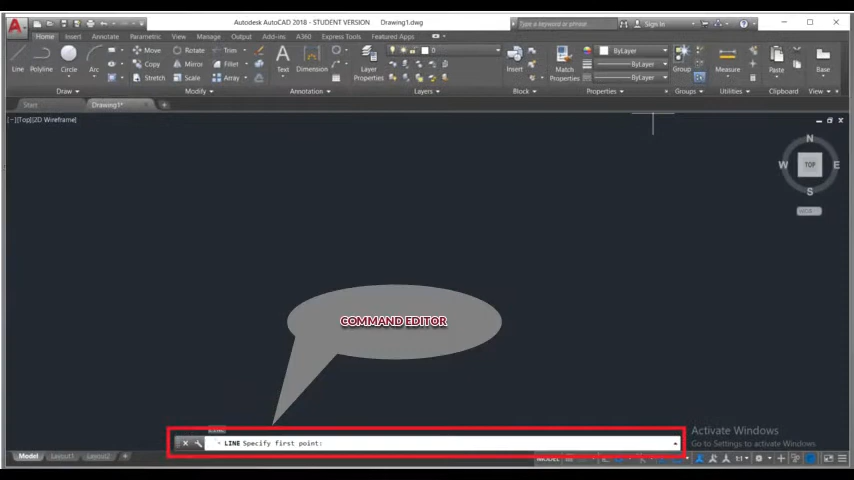 Autodesk AutoCAD 2018 - STUDENT VERSION Drawing1.dwg
Type a keyword or phrase
Sign In
Home Insert Annotate Parametric View Manage Output Add-ins A360 Express Tools Featured Apps
Line Polyline Circle Arc
Move Rotate Trim
Copy Mirror Fillet
Stretch Scale Array
Text Dimension
Layer Properties
0
Insert
Match Properties
ByLayer
ByLayer
ByLayer
Group
Measure
Paste
Base
Draw Modify Annotation Layers Block Properties Groups Utilities Clipboard View
Start Drawing1*
[−][Top][2D Wireframe]
N
W TOP E
S
COMMAND EDITOR
LINE Specify first point:
Activate Windows
Go to Settings to activate Windows
Model Layout1 Layout2
MODEL
1:1